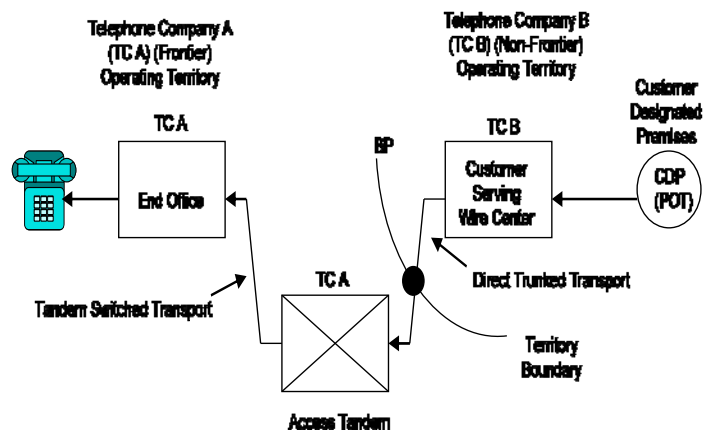 Telephone Company A
(TC A) (Frontier)
Operating Territory
Telephone Company B
(TC B) (Non-Frontier)
Operating Territory
Customer
Designated
Premises
TC A
End Office
BP
TC B
Customer
Serving
Wire Center
CDP
(POT)
Tandem Switched Transport
TC A
Direct Trunked Transport
Territory
Boundary
Access Tandem